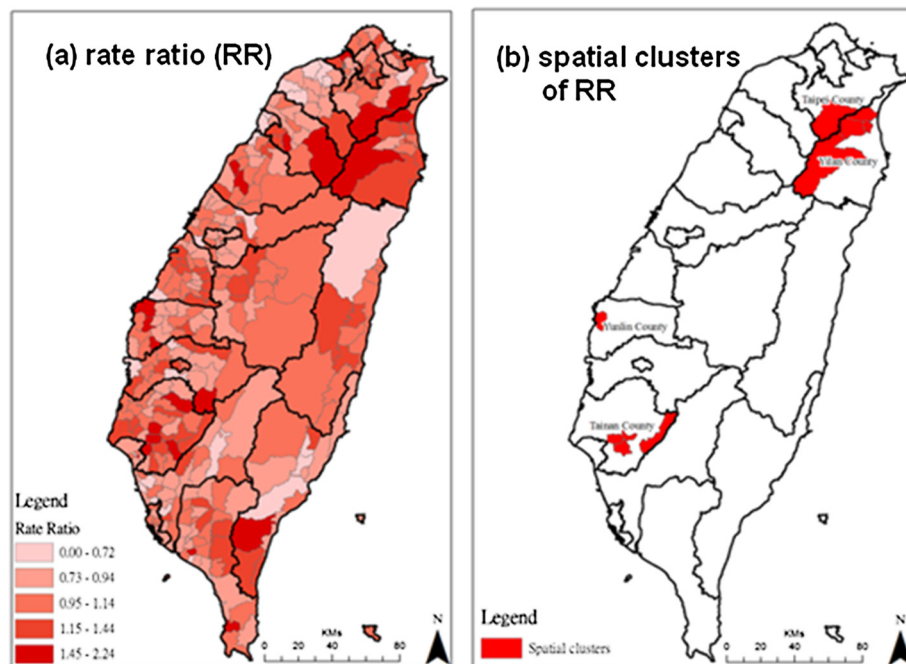 (a) rate ratio (RR)
Legend
Rate Ratio
0.00 - 0.72
0.73 - 0.94
0.95 - 1.14
1.15 - 1.44
1.45 - 2.24
KMs
0 20 40 60 80
N
(b) spatial clusters
of RR
Taipei County
Yilan County
Yunlin County
Tainan County
Legend
Spatial clusters
KMs
0 20 40 60 80
N